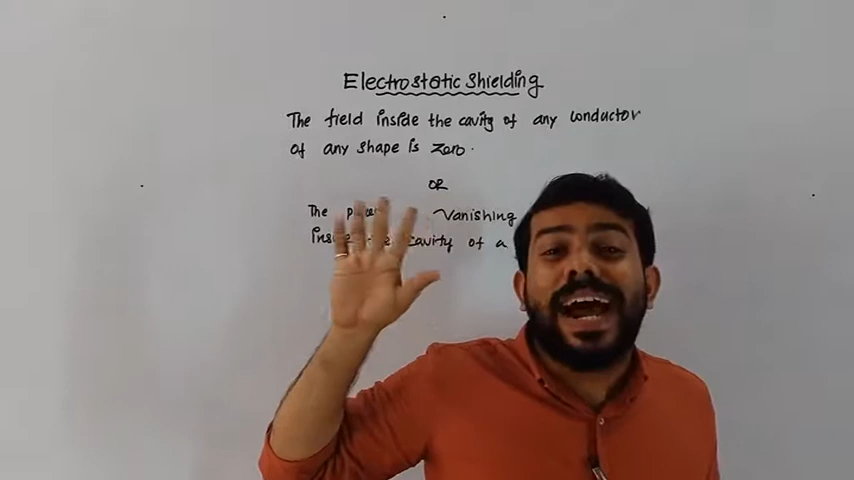 Electrostatic Shielding
The field inside the cavity of any conductor
of any shape is zero.
OR
The Vanishing
cavity of a